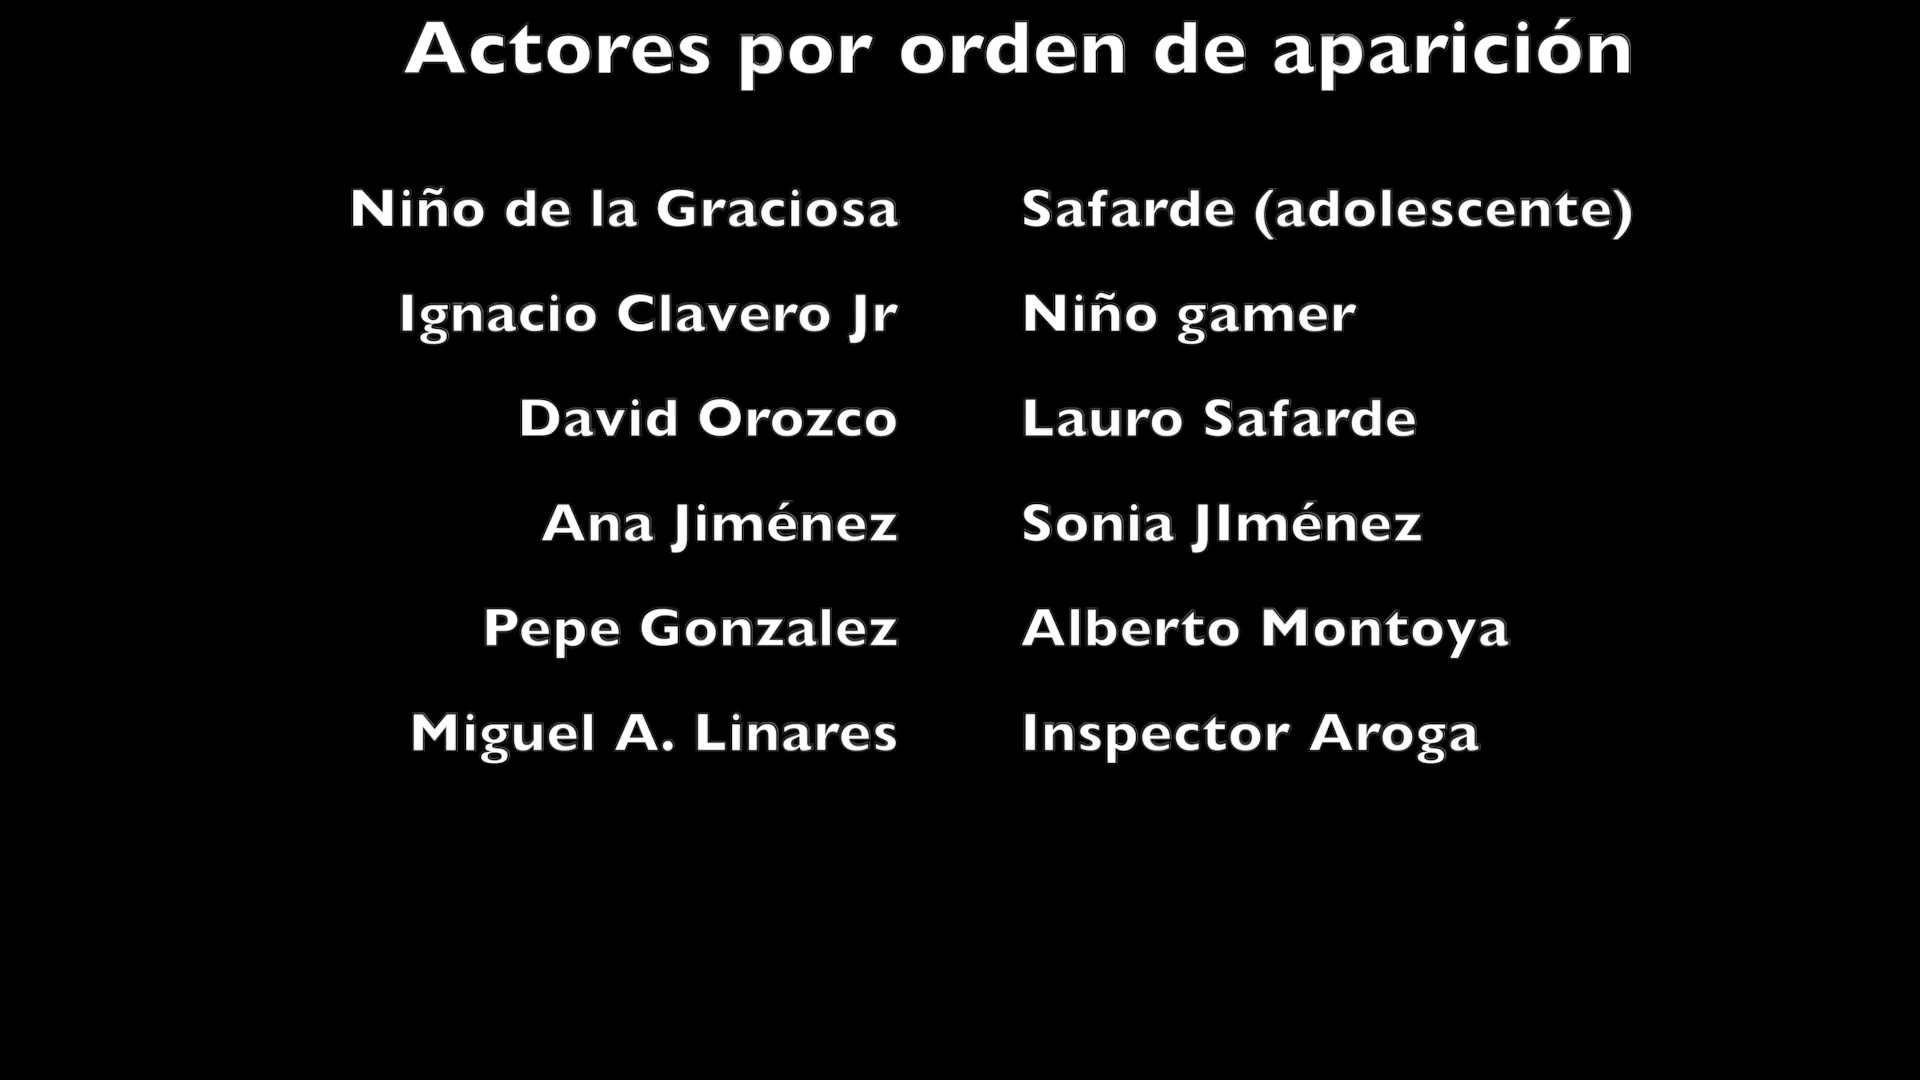 Actores por orden de aparición
Niño de la Graciosa Safarde (adolescente)
Ignacio Clavero Jr Niño gamer
David Orozco Lauro Safarde
Ana Jiménez Sonia JIménez
Pepe Gonzalez Alberto Montoya
Miguel A. Linares Inspector Aroga